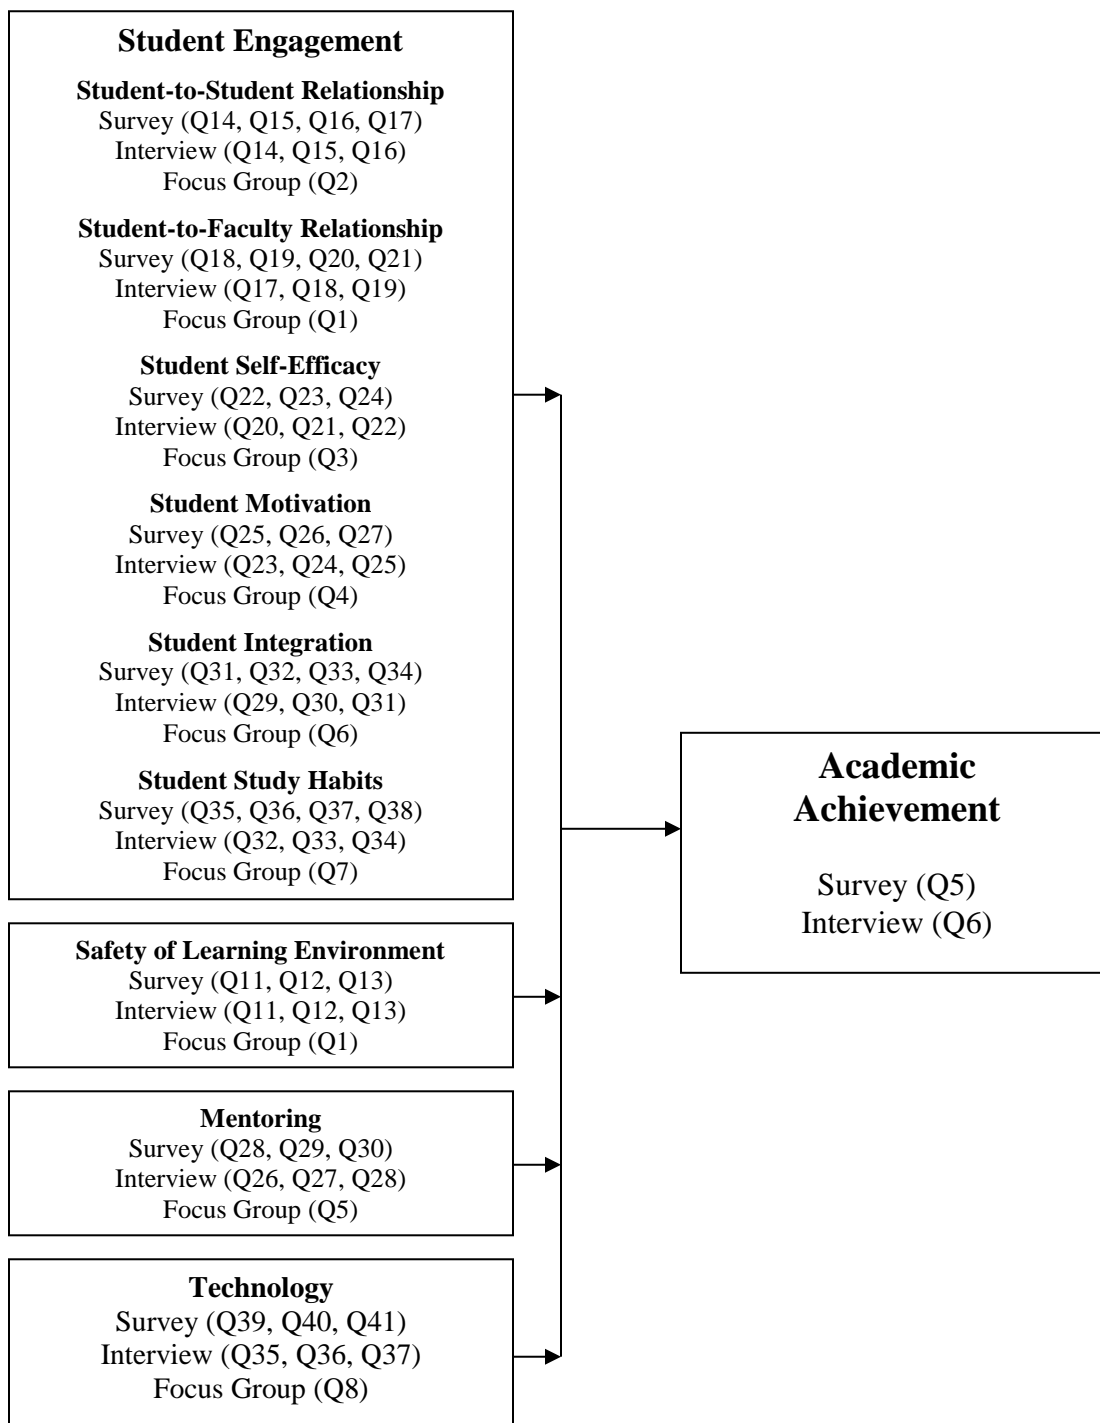 Student Engagement
Student-to-Student Relationship
Survey (Q14, Q15, Q16, Q17)
Interview (Q14, Q15, Q16)
Focus Group (Q2)
Student-to-Faculty Relationship
Survey (Q18, Q19, Q20, Q21)
Interview (Q17, Q18, Q19)
Focus Group (Q1)
Student Self-Efficacy
Survey (Q22, Q23, Q24)
Interview (Q20, Q21, Q22)
Focus Group (Q3)
Student Motivation
Survey (Q25, Q26, Q27)
Interview (Q23, Q24, Q25)
Focus Group (Q4)
Student Integration
Survey (Q31, Q32, Q33, Q34)
Interview (Q29, Q30, Q31)
Focus Group (Q6)
Student Study Habits
Survey (Q35, Q36, Q37, Q38)
Interview (Q32, Q33, Q34)
Focus Group (Q7)
Safety of Learning Environment
Survey (Q11, Q12, Q13)
Interview (Q11, Q12, Q13)
Focus Group (Q1)
Mentoring
Survey (Q28, Q29, Q30)
Interview (Q26, Q27, Q28)
Focus Group (Q5)
Technology
Survey (Q39, Q40, Q41)
Interview (Q35, Q36, Q37)
Focus Group (Q8)
Academic
Achievement
Survey (Q5)
Interview (Q6)